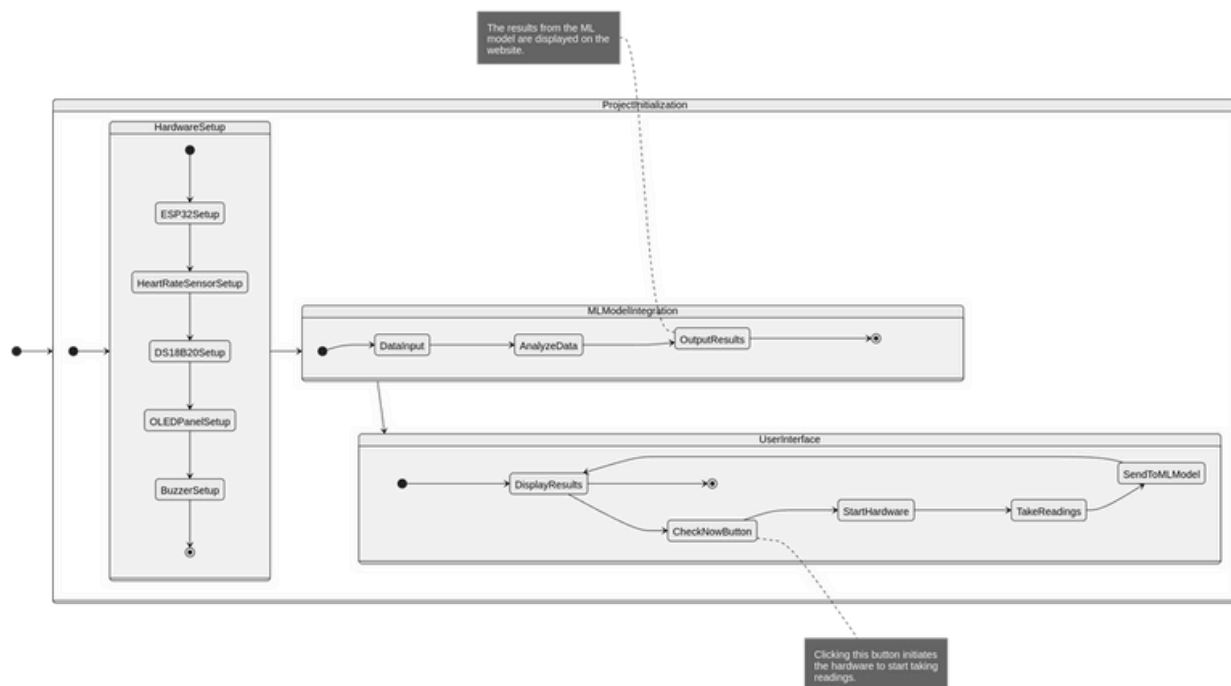 The results from the ML
model are displayed on the
website.
ProjectInitialization
HardwareSetup
ESP32Setup
HeartRateSensorSetup
DS18B20Setup
OLEDPanelSetup
BuzzerSetup
MLModelIntegration
DataInput
AnalyzeData
OutputResults
UserInterface
DisplayResults
SendToMLModel
CheckNowButton
StartHardware
TakeReadings
Clicking this button initiates
the hardware to start taking
readings.